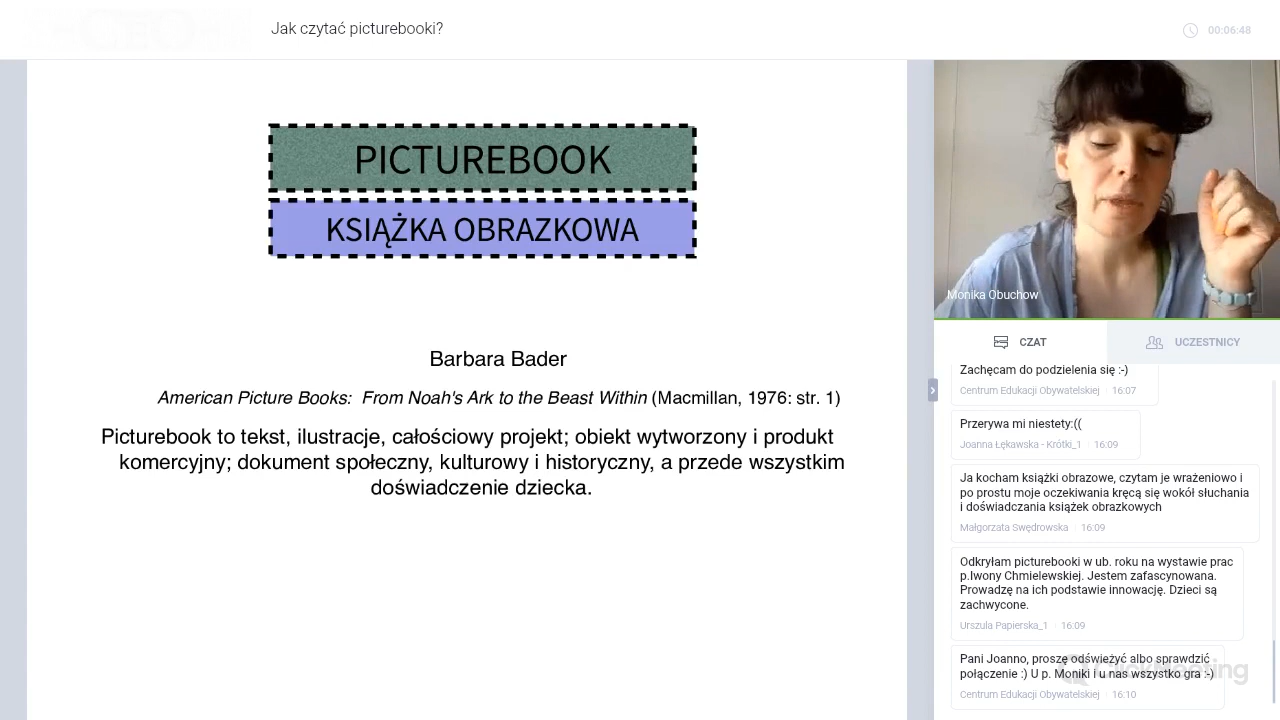 Jak czytać picturebooki?
00:06:48
PICTUREBOOK
KSIĄŻKA OBRAZKOWA
Barbara Bader
American Picture Books: From Noah's Ark to the Beast Within (Macmillan, 1976: str. 1)
Picturebook to tekst, ilustracje, całościowy projekt; obiekt wytworzony i produkt
komercyjny; dokument społeczny, kulturowy i historyczny, a przede wszystkim
doświadczenie dziecka.
Monika Obuchow
CZAT
UCZESTNICY
Zachęcam do podzielenia się :-)
Centrum Edukacji Obywatelskiej 16:07
Przerywa mi niestety:((
Joanna Łękawska - Krótki_1 16:09
Ja kocham książki obrazowe, czytam je wrażeniowo i
po prostu moje oczekiwania kręcą się wokół słuchania
i doświadczania książek obrazkowych
Małgorzata Swędrowska 16:09
Odkryłam picturebooki w ub. roku na wystawie prac
p.Iwony Chmielewskiej. Jestem zafascynowana.
Prowadzę na ich podstawie innowację. Dzieci są
zachwycone.
Urszula Papierska_1 16:09
Pani Joanno, proszę odświeżyć albo sprawdzić
połączenie :) U p. Moniki i u nas wszystko gra :-)
Centrum Edukacji Obywatelskiej 16:10
ClickMeeting